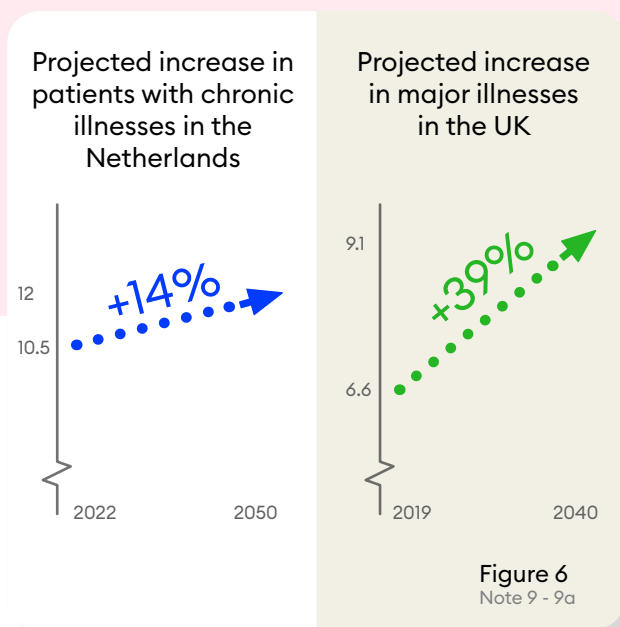 Projected increase in
patients with chronic
illnesses in the
Netherlands
12
+14%
10.5
2022
2050
Projected increase
in major illnesses
in the UK
9.1
+39%
6.6
2019
2040
Figure 6
Note 9 - 9a